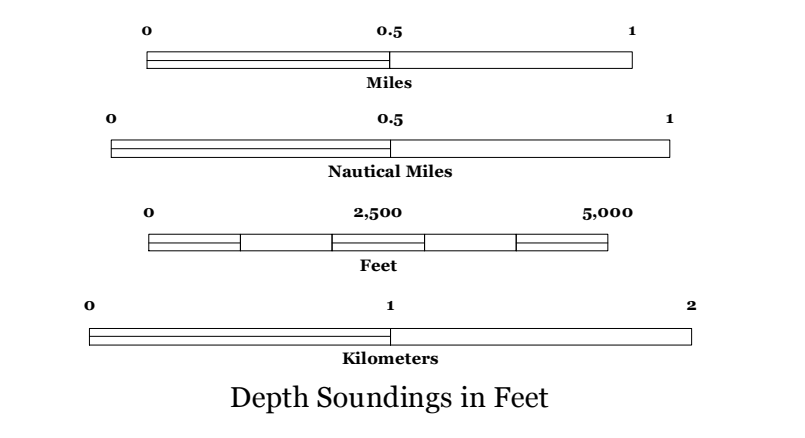 0 0.5 1
Miles
0 0.5 1
Nautical Miles
0 2,500 5,000
Feet
0 1 2
Kilometers
Depth Soundings in Feet